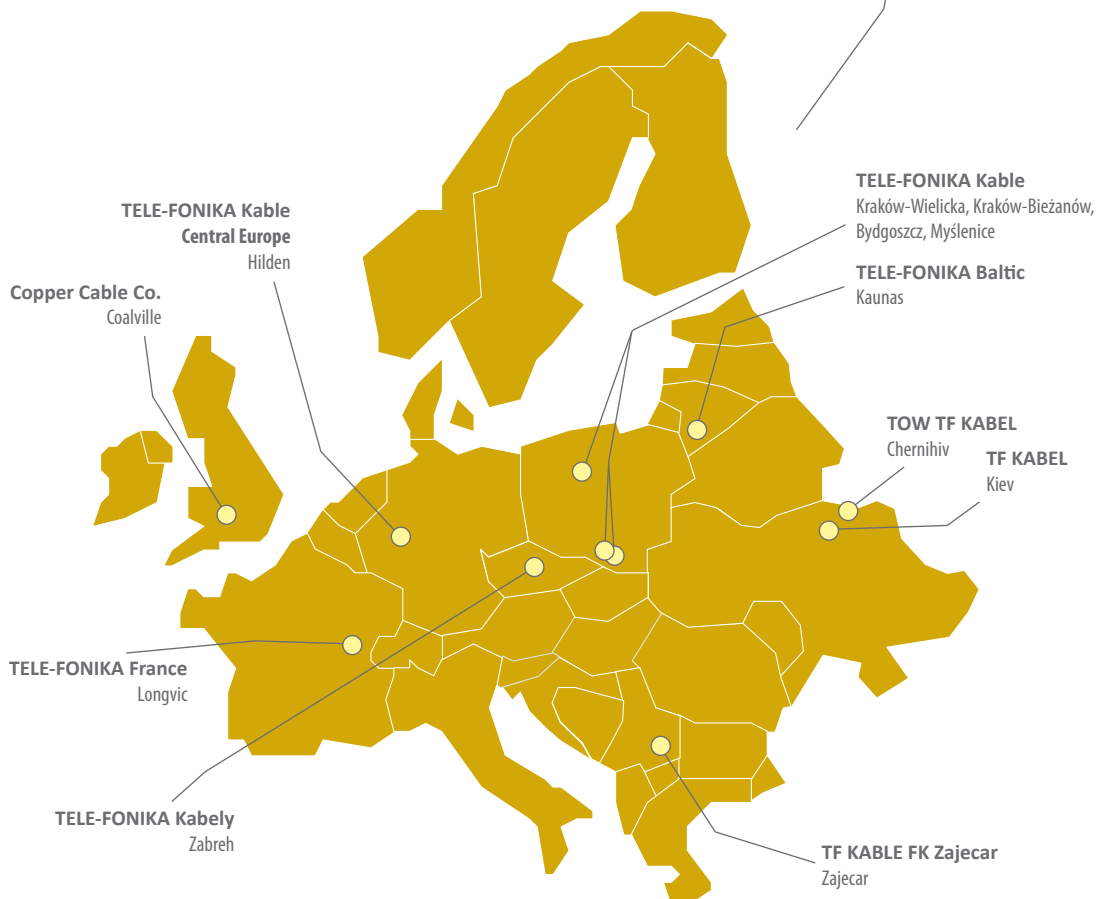 TELE-FONIKA Kable
Kraków-Wielicka, Kraków-Bieżanów,
Bydgoszcz, Myślenice
TELE-FONIKA Kable
Central Europe
Hilden
TELE-FONIKA Baltic
Kaunas
Copper Cable Co.
Coalville
TOW TF KABEL
Chernihiv
TF KABEL
Kiev
TELE-FONIKA France
Longvic
TELE-FONIKA Kabely
Zabreh
TF KABLE FK Zajecar
Zajecar